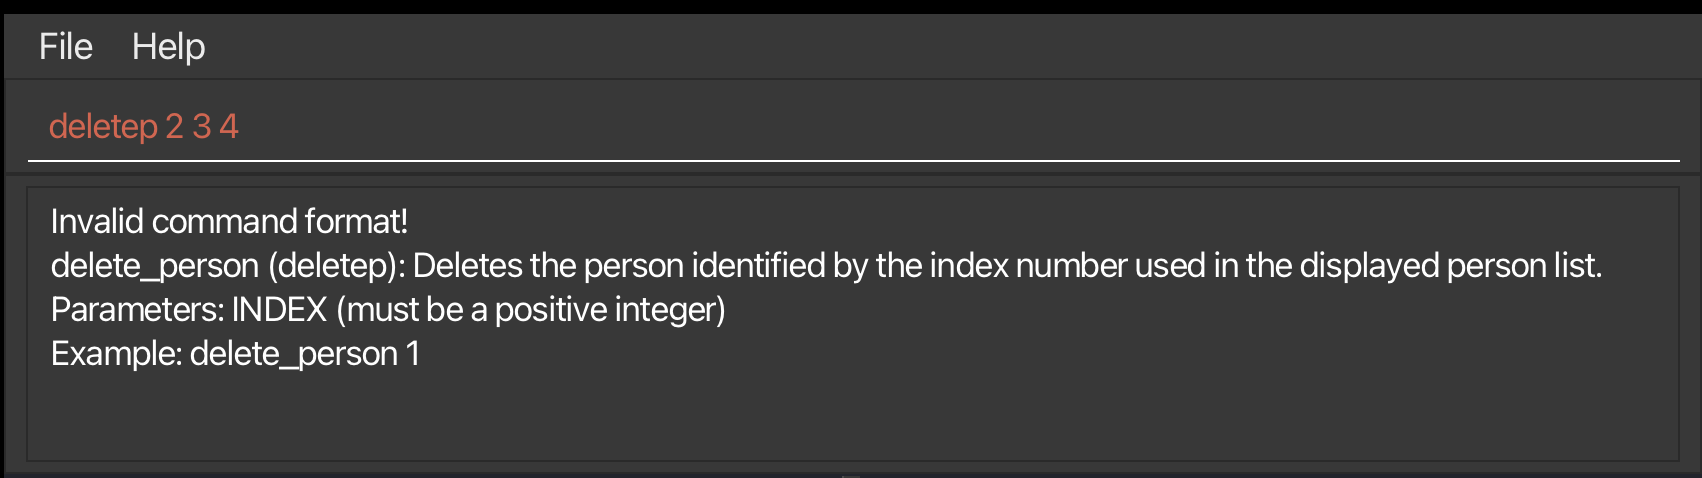 File Help
deletep 2 3 4
Invalid command format!
delete_person (deletep): Deletes the person identified by the index number used in the displayed person list.
Parameters: INDEX (must be a positive integer)
Example: delete_person 1